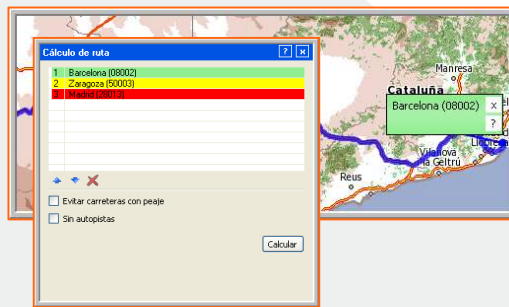 Cálculo de ruta
1 Barcelona (08002)
2 Zaragoza (50003)
3 Madrid (28013)
Evitar carreteras con peaje
Sin autopistas
Calcular
Manresa
Cataluña
Barcelona (08002)
Vilanova
la Geltrú
Reus